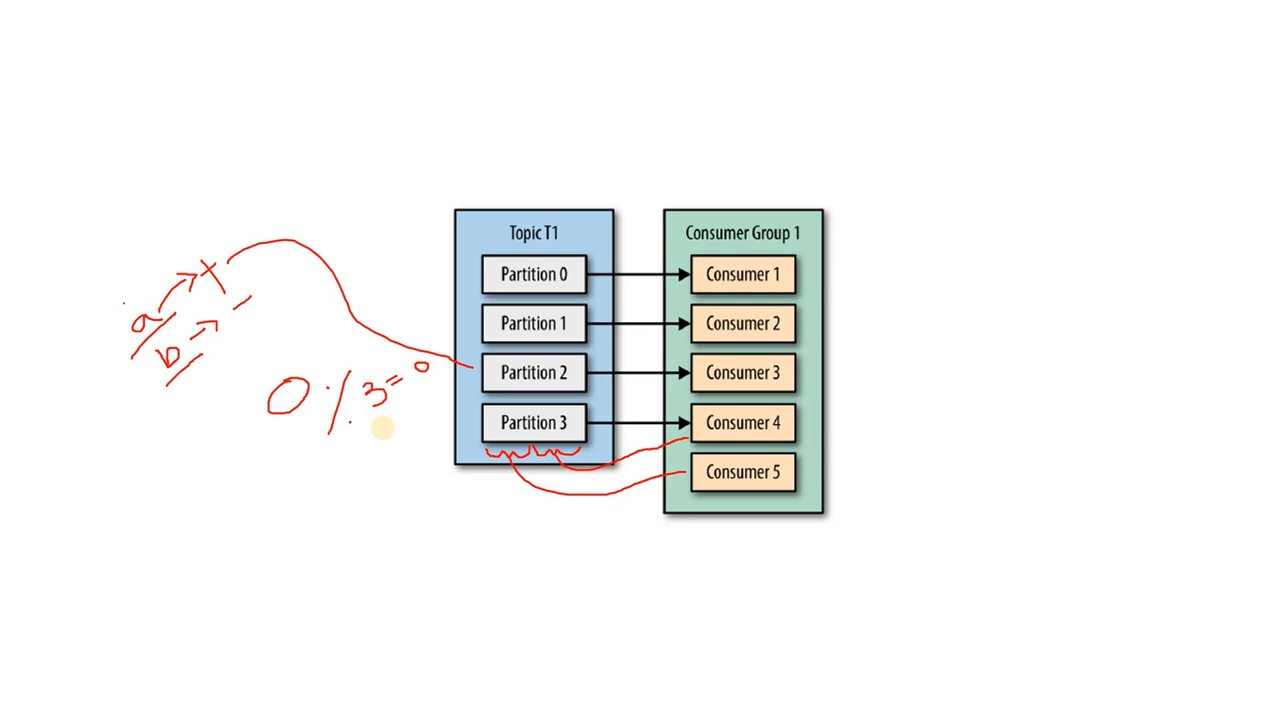 Topic T1
Partition 0
Partition 1
Partition 2
Partition 3
Consumer Group 1
Consumer 1
Consumer 2
Consumer 3
Consumer 4
Consumer 5
a
b
0 % 3 = 0